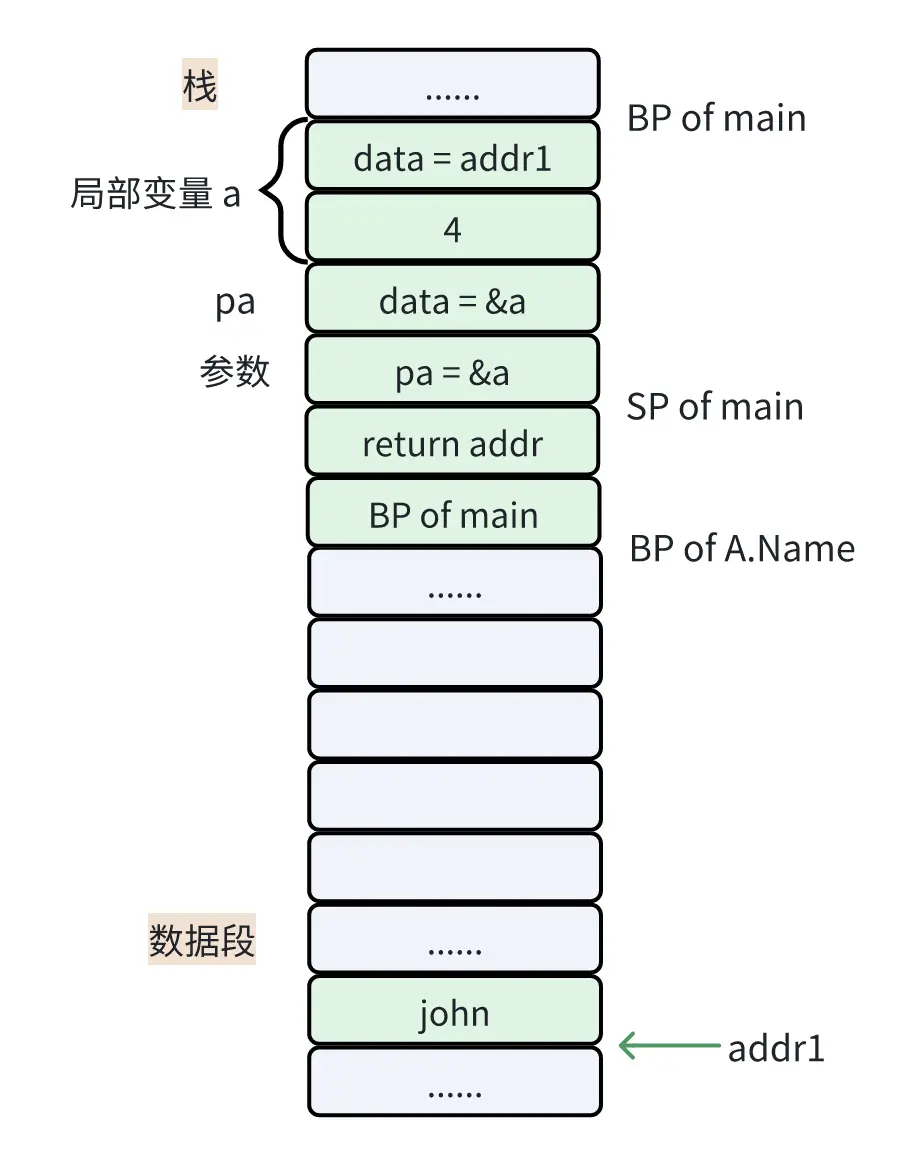 栈
......
BP of main
data = addr1
局部变量 a
4
pa
data = &a
参数
pa = &a
SP of main
return addr
BP of main
BP of A.Name
......
数据段
......
john
addr1
......